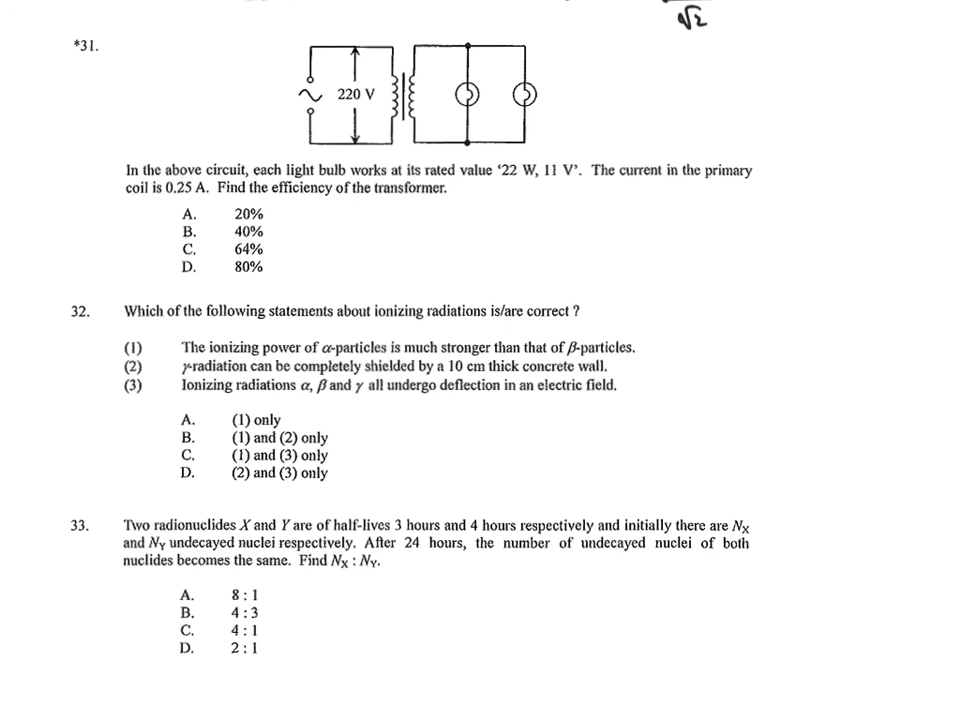 √2
*31.
220 V
In the above circuit, each light bulb works at its rated value ‘22 W, 11 V’. The current in the primary
coil is 0.25 A. Find the efficiency of the transformer.
A. 20%
B. 40%
C. 64%
D. 80%
32. Which of the following statements about ionizing radiations is/are correct ?
(1) The ionizing power of α-particles is much stronger than that of β-particles.
(2) γ-radiation can be completely shielded by a 10 cm thick concrete wall.
(3) Ionizing radiations α, β and γ all undergo deflection in an electric field.
A. (1) only
B. (1) and (2) only
C. (1) and (3) only
D. (2) and (3) only
33. Two radionuclides X and Y are of half-lives 3 hours and 4 hours respectively and initially there are Nx
and NY undecayed nuclei respectively. After 24 hours, the number of undecayed nuclei of both
nuclides becomes the same. Find NX : NY.
A. 8 : 1
B. 4 : 3
C. 4 : 1
D. 2 : 1